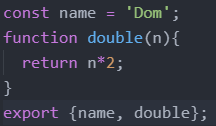 const name = 'Dom';
function double(n){
  return n*2;
}
export {name, double};